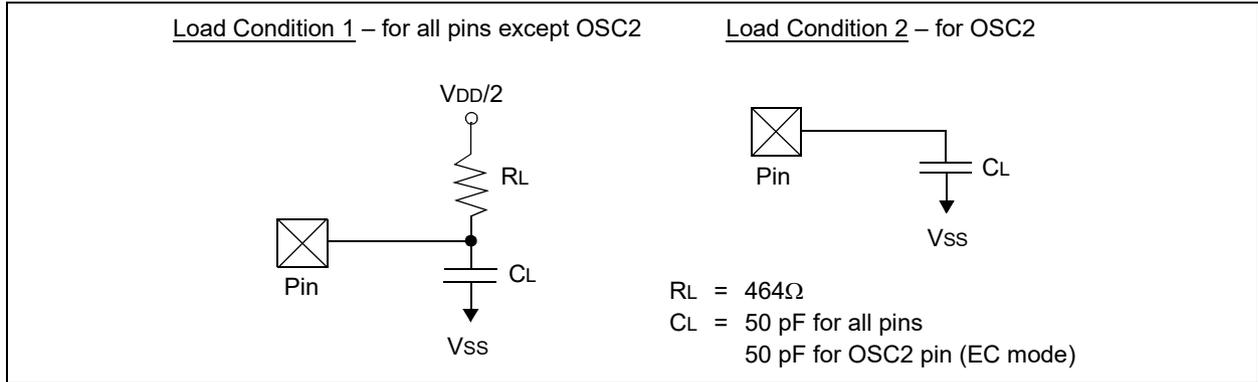 Load Condition 1 – for all pins except OSC2
Load Condition 2 – for OSC2
VDD/2
RL
Pin
CL
VSS
Pin
CL
VSS
RL = 464Ω
CL = 50 pF for all pins
50 pF for OSC2 pin (EC mode)